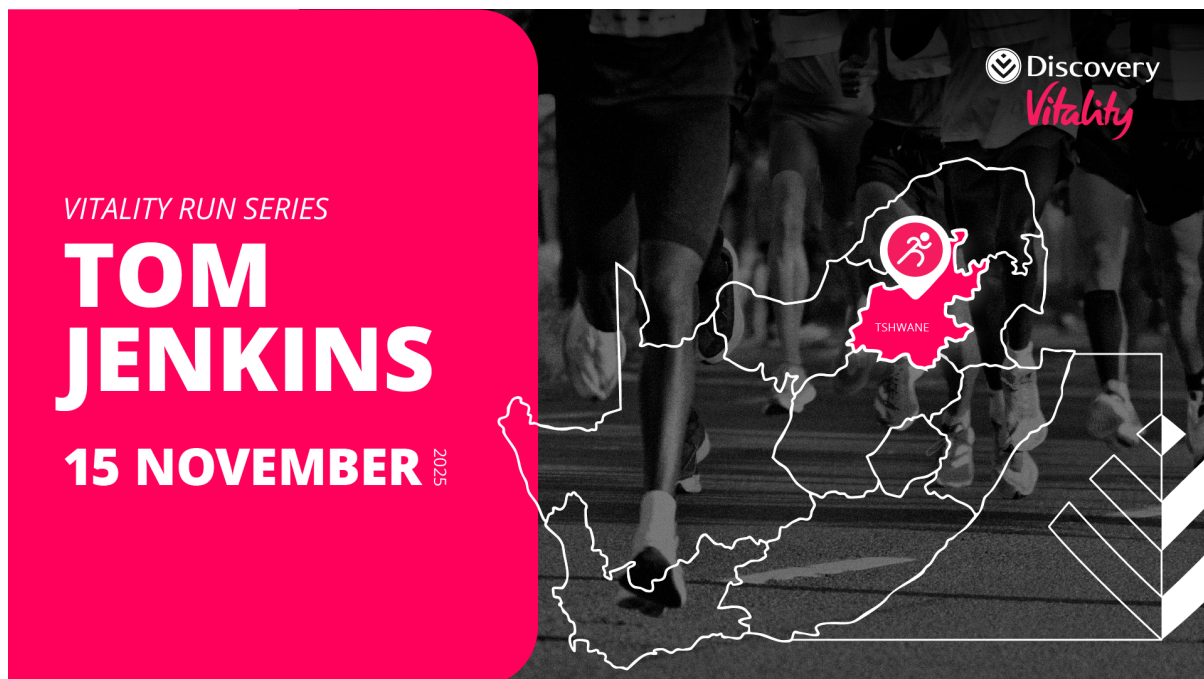 VITALITY RUN SERIES
TOM
JENKINS
15 NOVEMBER 2025
Discovery
Vitality
TSHWANE